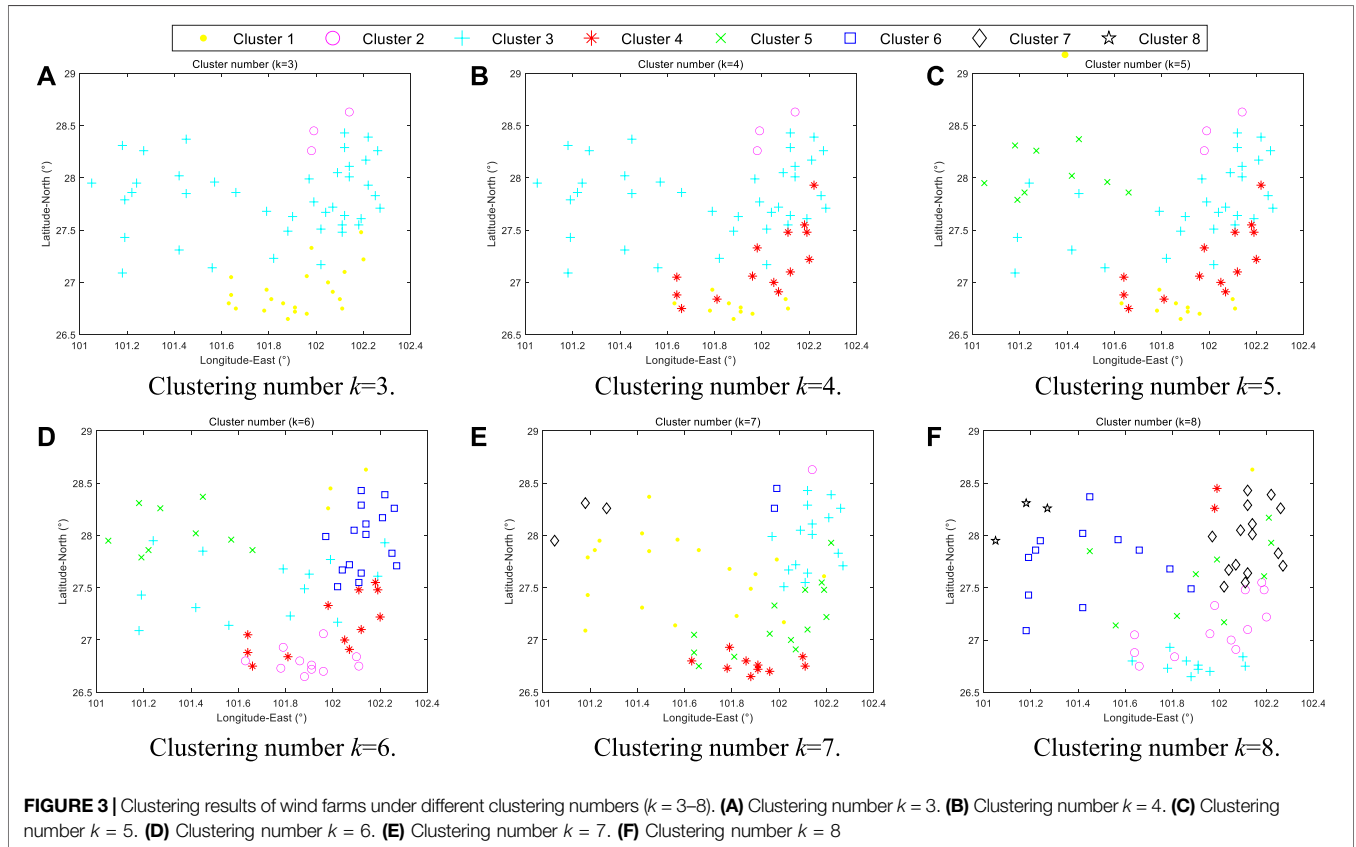 Cluster 1 Cluster 2 Cluster 3 Cluster 4 Cluster 5 Cluster 6 Cluster 7 Cluster 8
A
Cluster number (k=3)
29
28.5
28
27.5
27
26.5
Latitude-North (°)
101 101.2 101.4 101.6 101.8 102 102.2 102.4
Longitude-East (°)
Clustering number k=3.
B
Cluster number (k=4)
29
28.5
28
27.5
27
26.5
Latitude-North (°)
101 101.2 101.4 101.6 101.8 102 102.2 102.4
Longitude-East (°)
Clustering number k=4.
C
Cluster number (k=5)
29
28.5
28
27.5
27
26.5
Latitude-North (°)
101 101.2 101.4 101.6 101.8 102 102.2 102.4
Longitude-East (°)
Clustering number k=5.
D
Cluster number (k=6)
29
28.5
28
27.5
27
26.5
Latitude-North (°)
101 101.2 101.4 101.6 101.8 102 102.2 102.4
Longitude-East (°)
Clustering number k=6.
E
Cluster number (k=7)
29
28.5
28
27.5
27
26.5
Latitude-North (°)
101 101.2 101.4 101.6 101.8 102 102.2 102.4
Longitude-East (°)
Clustering number k=7.
F
Cluster number (k=8)
29
28.5
28
27.5
27
26.5
Latitude-North (°)
101 101.2 101.4 101.6 101.8 102 102.2 102.4
Longitude-East (°)
Clustering number k=8.
FIGURE 3 | Clustering results of wind farms under different clustering numbers (k = 3–8). (A) Clustering number k = 3. (B) Clustering number k = 4. (C) Clustering
number k = 5. (D) Clustering number k = 6. (E) Clustering number k = 7. (F) Clustering number k = 8